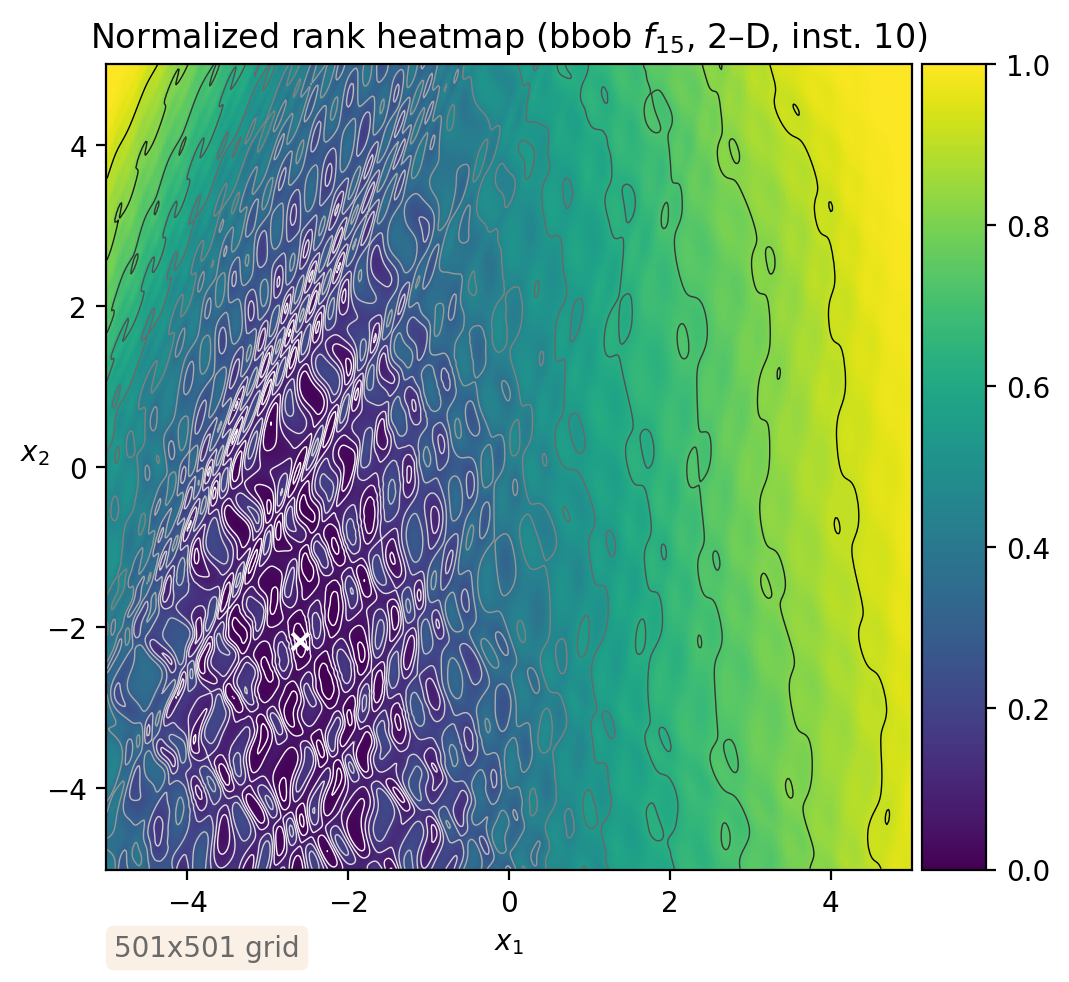 Normalized rank heatmap (bbob f15, 2–D, inst. 10)
1.0
0.8
0.6
0.4
0.2
0.0
4
2
0
−2
−4
x2
−4 −2 0 2 4
x1
501x501 grid